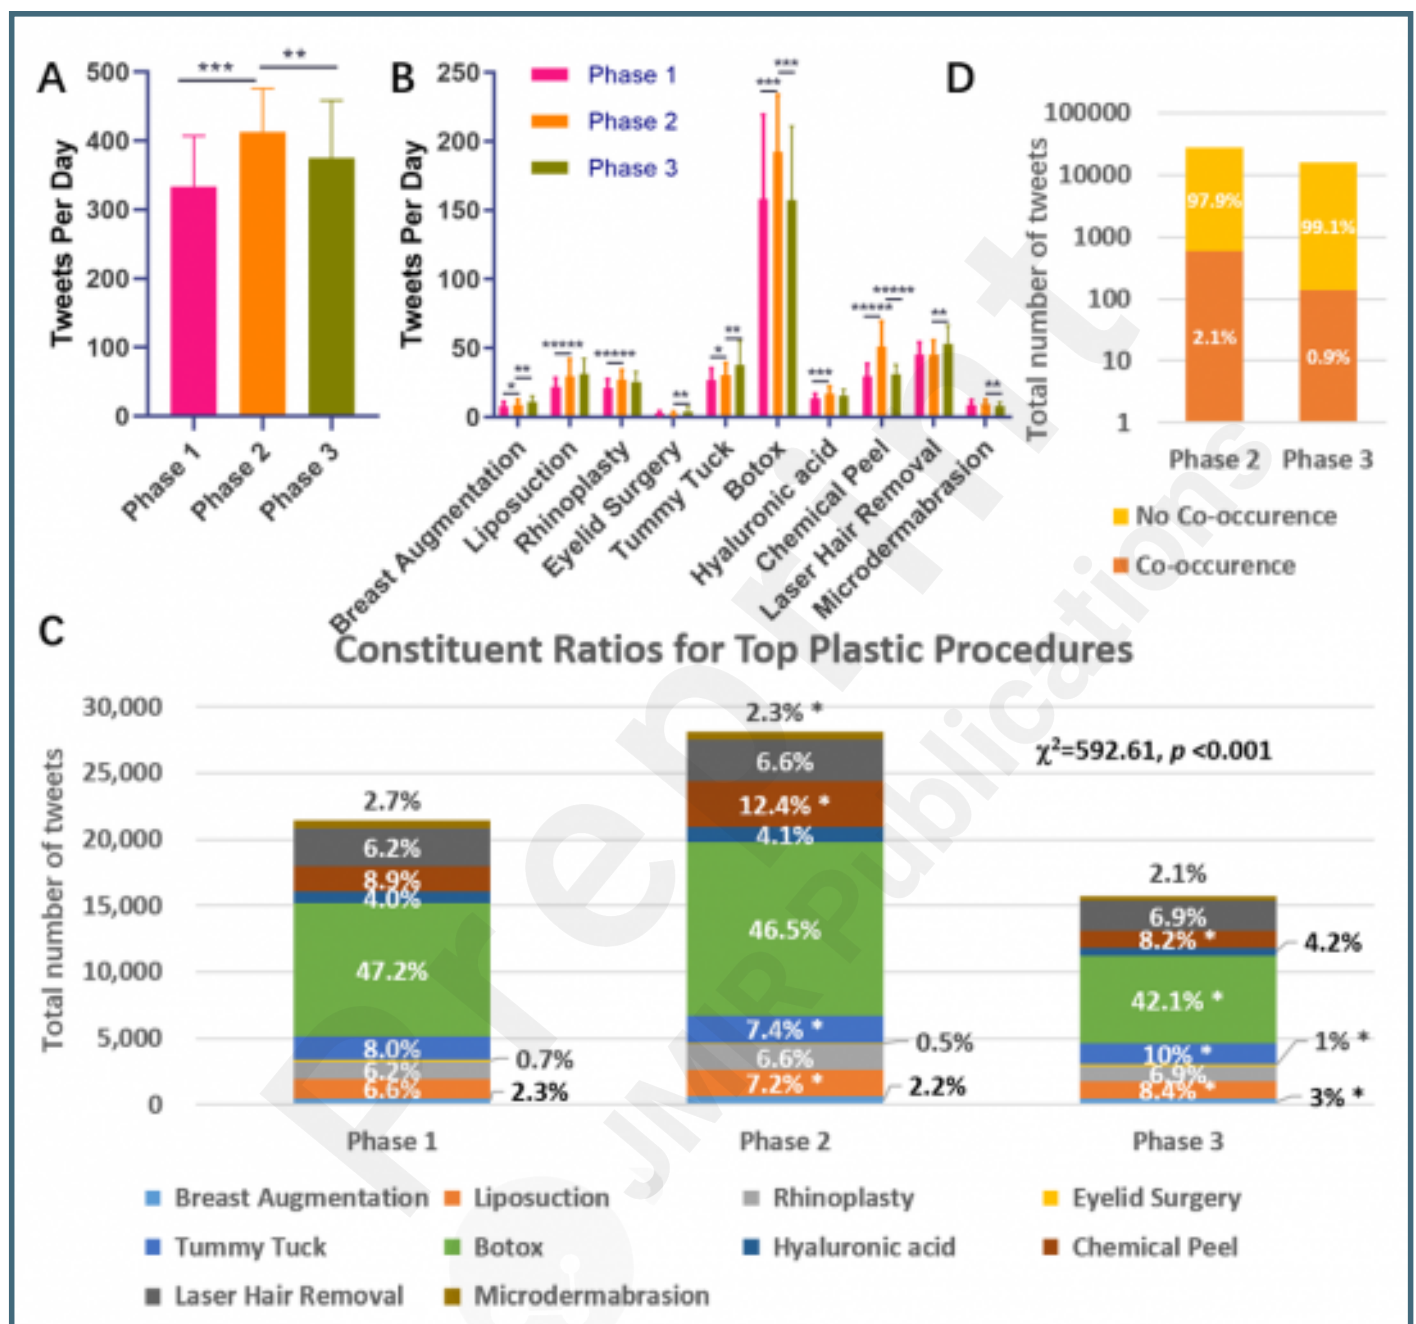 A
Tweets Per Day
500
400
300
200
100
0
***
**
Phase 1
Phase 2
Phase 3
B
Tweets Per Day
250
200
150
100
50
0
Phase 1
Phase 2
Phase 3
*
**
*****
*****
**
*
**
***
***
***
*****
*****
**
**
Breast Augmentation
Liposuction
Rhinoplasty
Eyelid Surgery
Tummy Tuck
Botox
Hyaluronic acid
Chemical Peel
Laser Hair Removal
Microdermabrasion
D
Total number of tweets
100000
10000
1000
100
10
1
97.9%
2.1%
99.1%
0.9%
Phase 2 Phase 3
No Co-occurence
Co-occurence
C
Constituent Ratios for Top Plastic Procedures
Total number of tweets
30,000
25,000
20,000
15,000
10,000
5,000
0
2.7%
6.2%
8.9%
4.0%
47.2%
8.0%
0.7%
6.2%
6.6%
2.3%
2.3% *
6.6%
12.4% *
4.1%
46.5%
7.4% *
0.5%
6.6%
7.2% *
2.2%
χ²=592.61, p <0.001
2.1%
6.9%
8.2% *
4.2%
42.1% *
10% *
1% *
6.9%
8.4% *
3% *
Phase 1 Phase 2 Phase 3
Breast Augmentation Liposuction Rhinoplasty Eyelid Surgery
Tummy Tuck Botox Hyaluronic acid Chemical Peel
Laser Hair Removal Microdermabrasion
Preprint
JMIR Publications